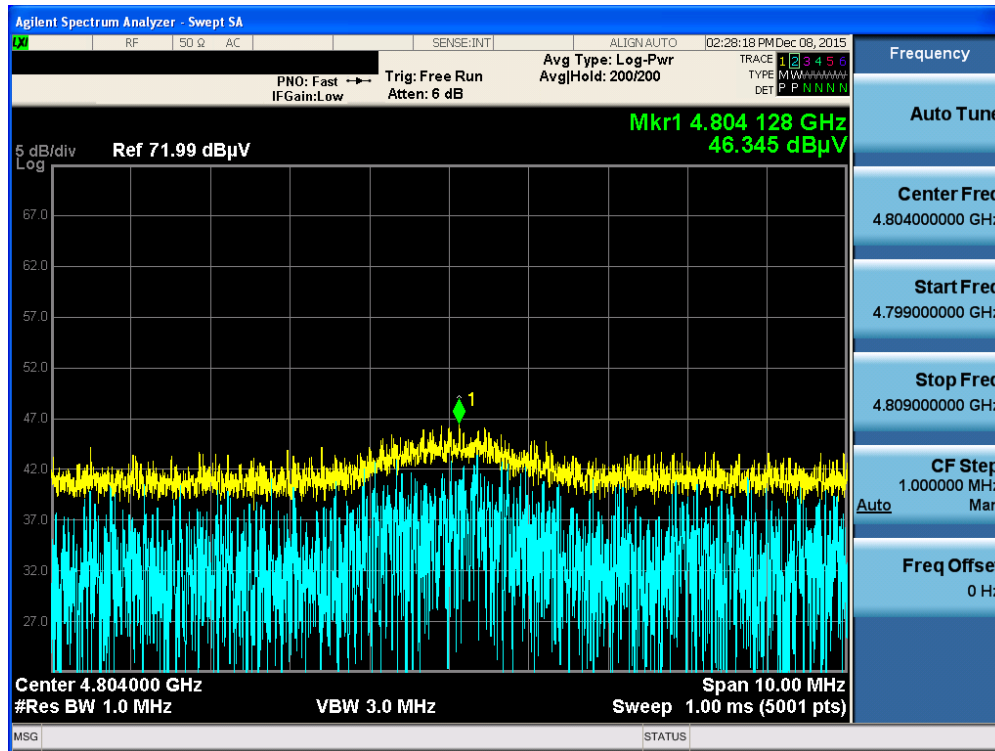 Agilent Spectrum Analyzer - Swept SA
LXI RF 50 Ω AC SENSE:INT ALIGN AUTO 02:28:18 PM Dec 08, 2015
Frequency
PNO: Fast
IFGain:Low
Trig: Free Run
Atten: 6 dB
Avg Type: Log-Pwr
Avg|Hold: 200/200
TRACE 1 2 3 4 5 6
TYPE M W
DET P P N N N N
Mkr1 4.804 128 GHz
46.345 dBµV
5 dB/div Ref 71.99 dBµV
Log
67.0
62.0
57.0
52.0
47.0
42.0
37.0
32.0
27.0
1
Center 4.804000 GHz Span 10.00 MHz
#Res BW 1.0 MHz VBW 3.0 MHz Sweep 1.00 ms (5001 pts)
MSG STATUS
Auto Tune
Center Freq
4.804000000 GHz
Start Freq
4.799000000 GHz
Stop Freq
4.809000000 GHz
CF Step
1.000000 MHz
Auto Man
Freq Offset
0 Hz